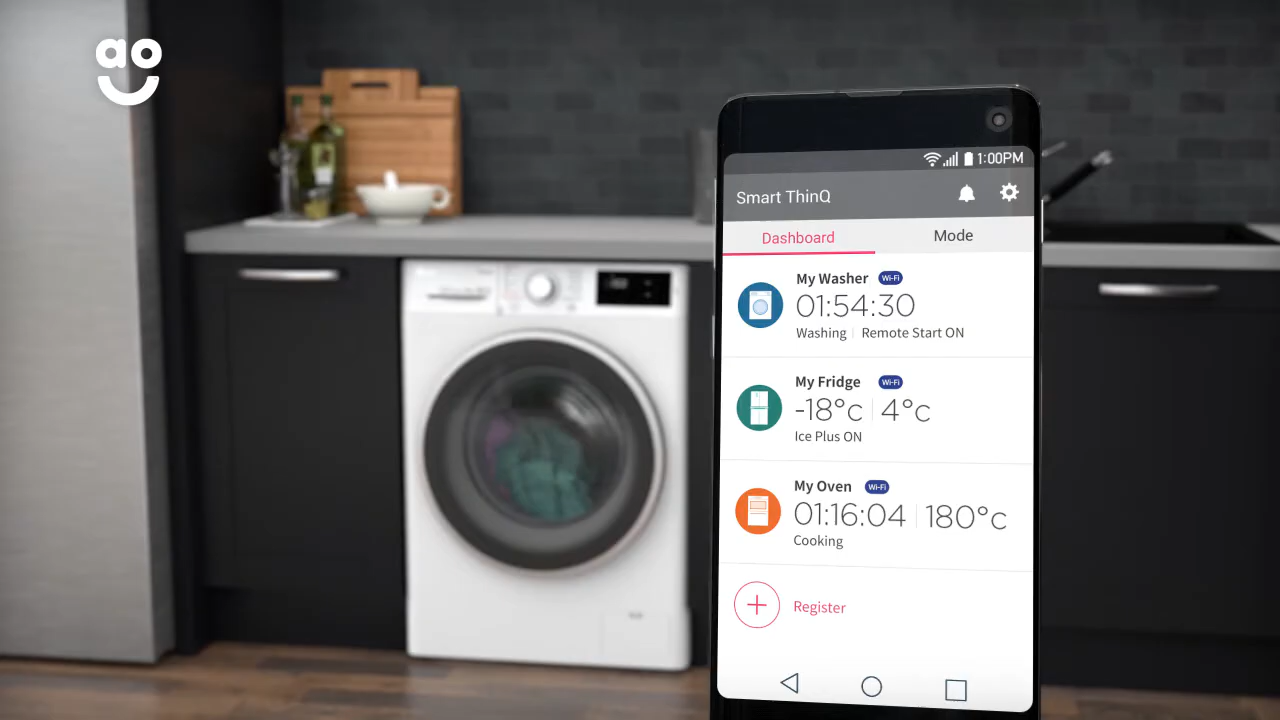 ao
1:00PM
Smart ThinQ
Dashboard
Mode
My Washer Wi-Fi
01:54:30
Washing | Remote Start ON
My Fridge Wi-Fi
-18°c | 4°c
Ice Plus ON
My Oven Wi-Fi
01:16:04 | 180°c
Cooking
Register